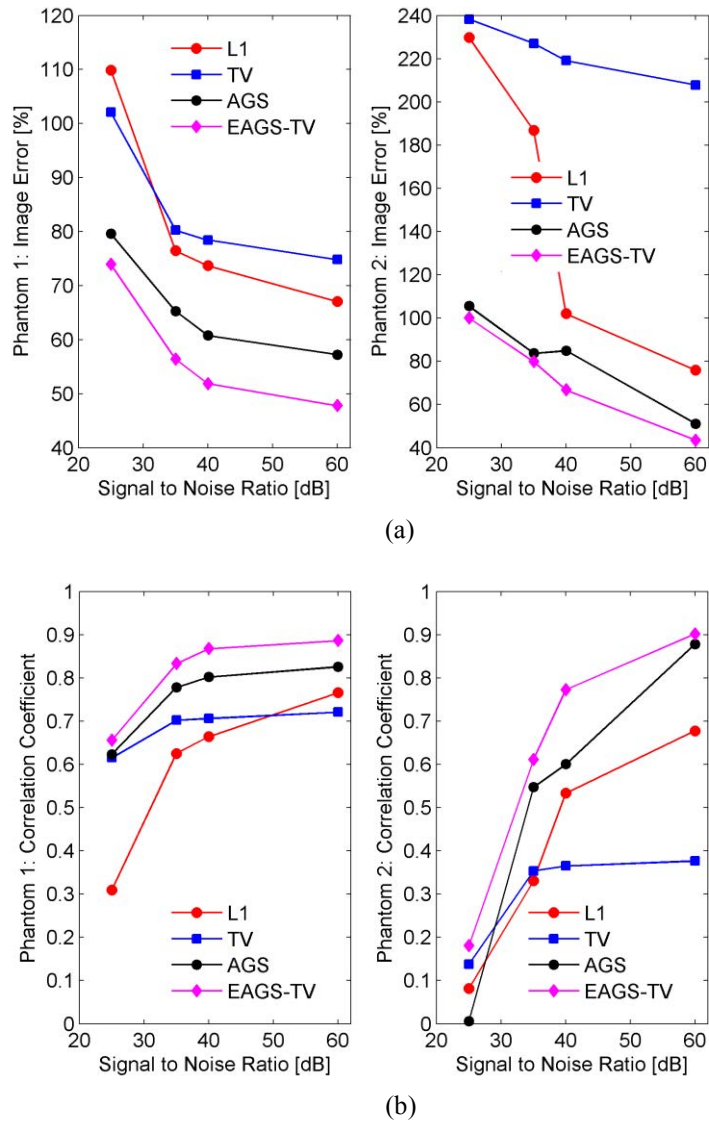 120
110
100
90
80
70
60
50
40
20 30 40 50 60
Phantom 1: Image Error [%]
Signal to Noise Ratio [dB]
L1
TV
AGS
EAGS-TV
240
220
200
180
160
140
120
100
80
60
40
20 30 40 50 60
Phantom 2: Image Error [%]
Signal to Noise Ratio [dB]
L1
TV
AGS
EAGS-TV
(a)
1
0.9
0.8
0.7
0.6
0.5
0.4
0.3
0.2
0.1
0
20 30 40 50 60
Phantom 1: Correlation Coefficient
Signal to Noise Ratio [dB]
L1
TV
AGS
EAGS-TV
1
0.9
0.8
0.7
0.6
0.5
0.4
0.3
0.2
0.1
0
20 30 40 50 60
Phantom 2: Correlation Coefficient
Signal to Noise Ratio [dB]
L1
TV
AGS
EAGS-TV
(b)